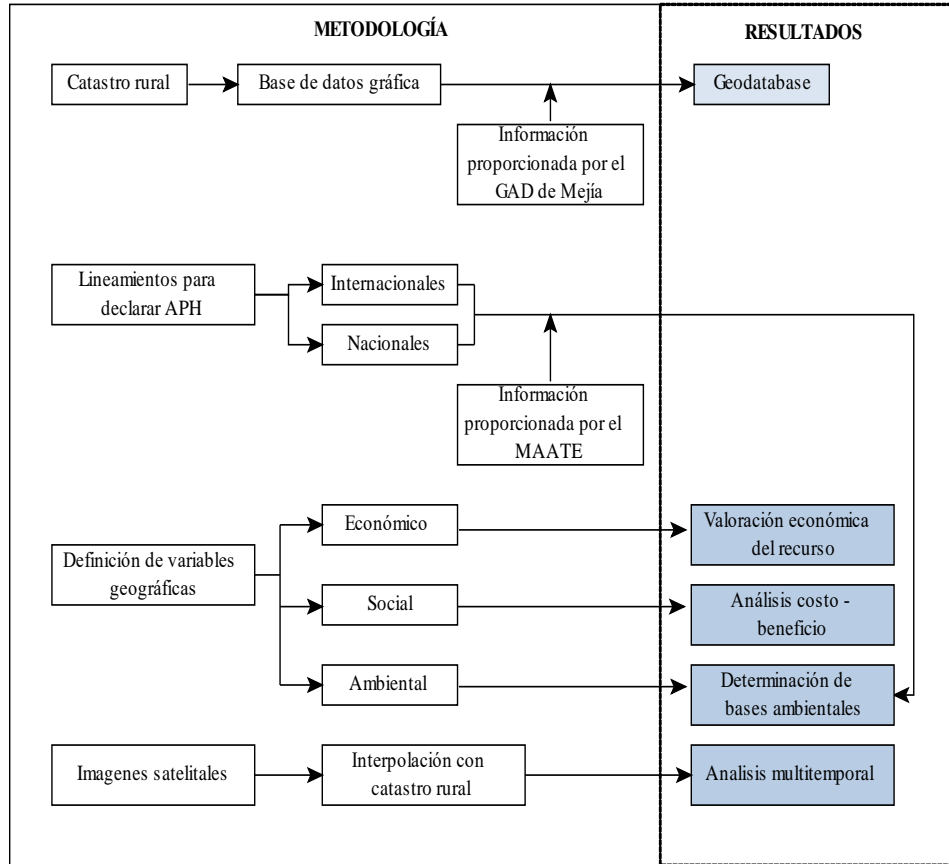 METODOLOGÍA
RESULTADOS
Catastro rural
Base de datos gráfica
Geodatabase
Información
proporcionada por el
GAD de Mejía
Lineamientos para
declarar APH
Internacionales
Nacionales
Información
proporcionada por el
MAATE
Definición de variables
geográficas
Económico
Valoración económica
del recurso
Social
Análisis costo -
beneficio
Ambiental
Determinación de
bases ambientales
Imagenes satelitales
Interpolación con
catastro rural
Analisis multitemporal